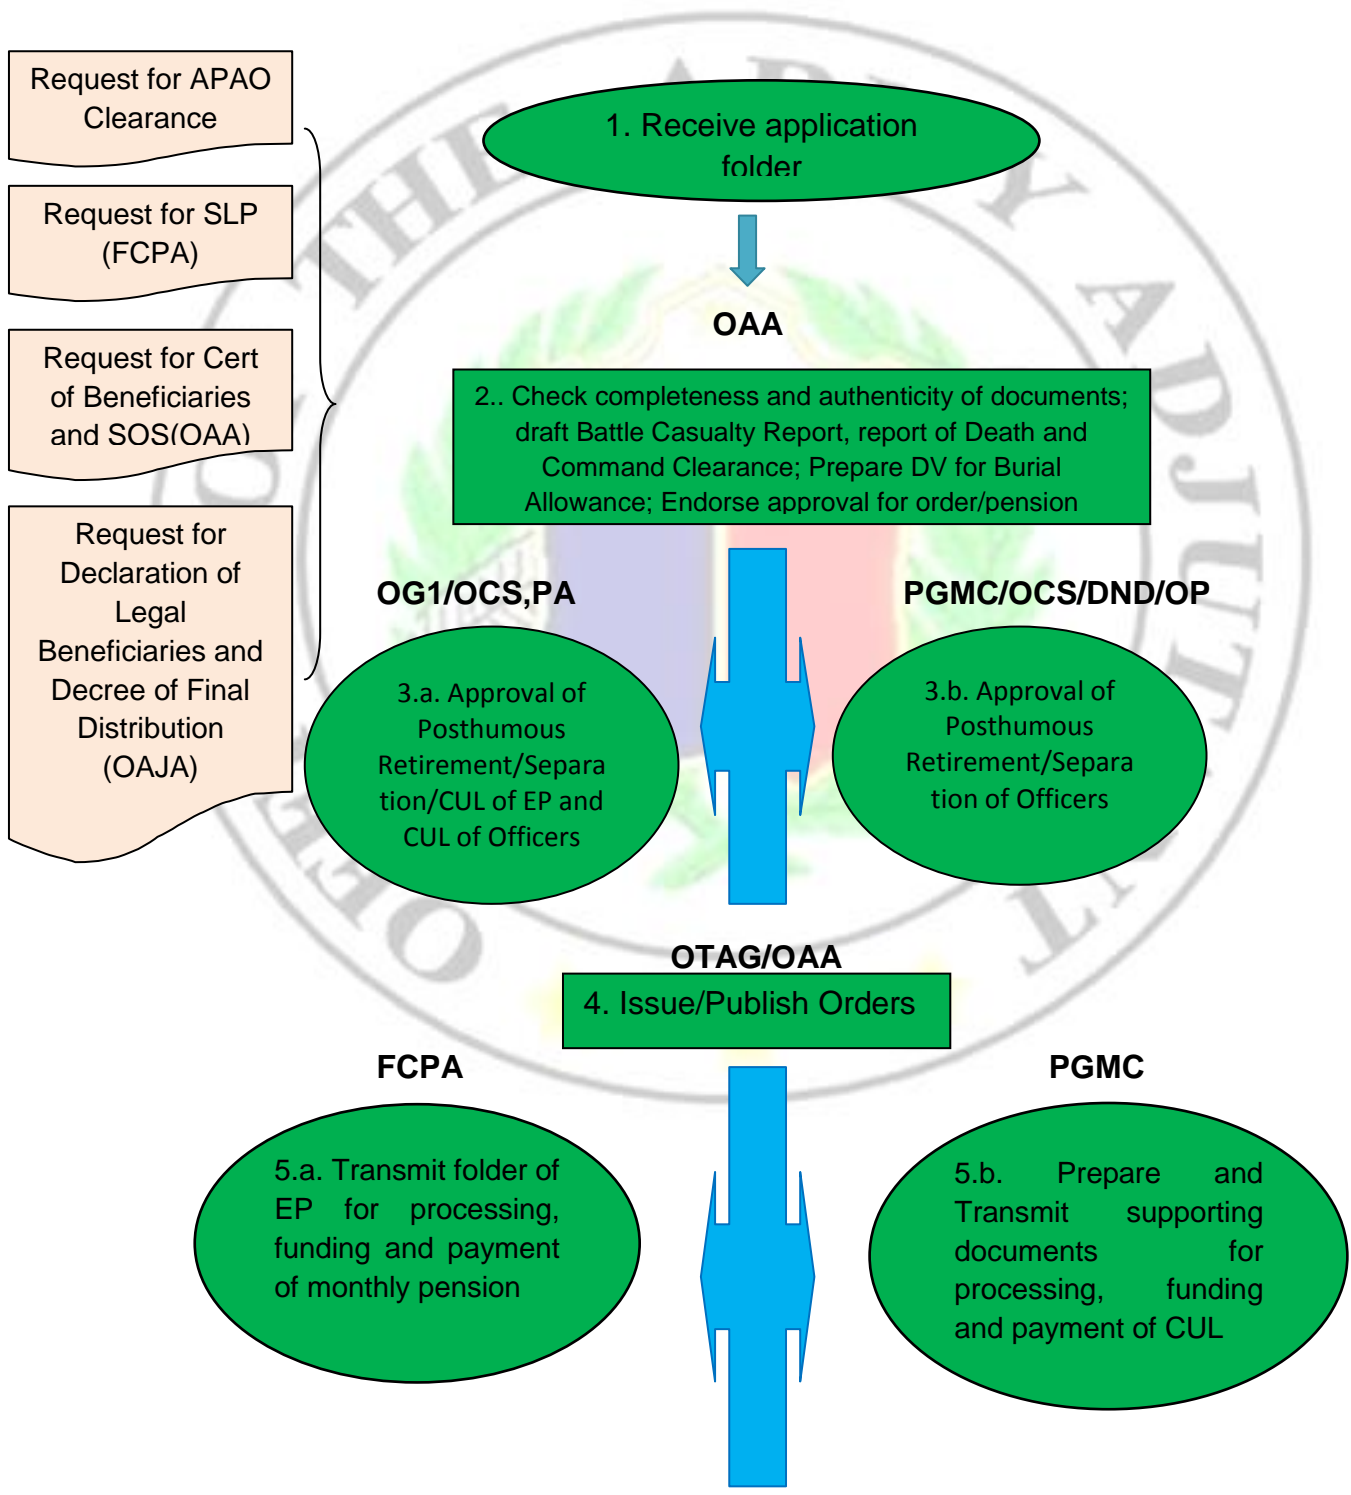 Request for APAO
Clearance
Request for SLP
(FCPA)
Request for Cert
of Beneficiaries
and SOS(OAA)
Request for
Declaration of
Legal
Beneficiaries and
Decree of Final
Distribution
(OAJA)
1. Receive application
folder
OAA
2.. Check completeness and authenticity of documents;
draft Battle Casualty Report, report of Death and
Command Clearance; Prepare DV for Burial
Allowance; Endorse approval for order/pension
OG1/OCS,PA
3.a. Approval of
Posthumous
Retirement/Separa
tion/CUL of EP and
CUL of Officers
PGMC/OCS/DND/OP
3.b. Approval of
Posthumous
Retirement/Separa
tion of Officers
OTAG/OAA
4. Issue/Publish Orders
FCPA
5.a. Transmit folder of
EP for processing,
funding and payment
of monthly pension
PGMC
5.b. Prepare and
Transmit supporting
documents for
processing, funding
and payment of CUL